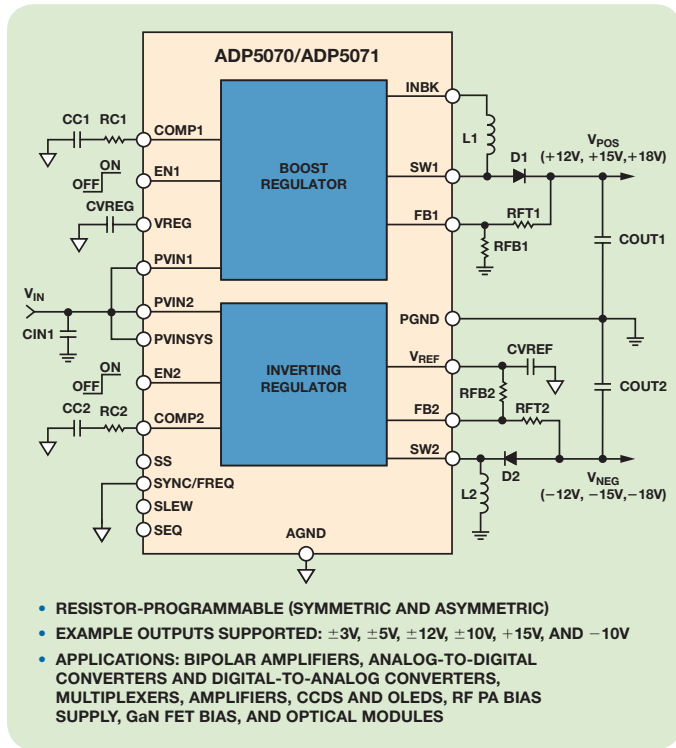 ADP5070/ADP5071
INBK
CC1 RC1
COMP1
L1
V_POS
(+12V, +15V,+18V)
D1
ON
OFF
EN1
BOOST
REGULATOR
SW1
CVREG
VREG
FB1
RFT1
RFB1
COUT1
PVIN1
V_IN
PVIN2
PGND
CIN1
PVINSYS
V_REF
CVREF
ON
OFF
EN2
INVERTING
REGULATOR
RFB2
COUT2
CC2 RC2
COMP2
FB2
RFT2
SW2
SS
D2
V_NEG
(−12V, −15V,−18V)
SYNC/FREQ
L2
SLEW
SEQ
AGND
• RESISTOR-PROGRAMMABLE (SYMMETRIC AND ASYMMETRIC)
• EXAMPLE OUTPUTS SUPPORTED: ±3V, ±5V, ±12V, ±10V, +15V, AND −10V
• APPLICATIONS: BIPOLAR AMPLIFIERS, ANALOG-TO-DIGITAL
CONVERTERS AND DIGITAL-TO-ANALOG CONVERTERS,
MULTIPLEXERS, AMPLIFIERS, CCDS AND OLEDS, RF PA BIAS
SUPPLY, GaN FET BIAS, AND OPTICAL MODULES